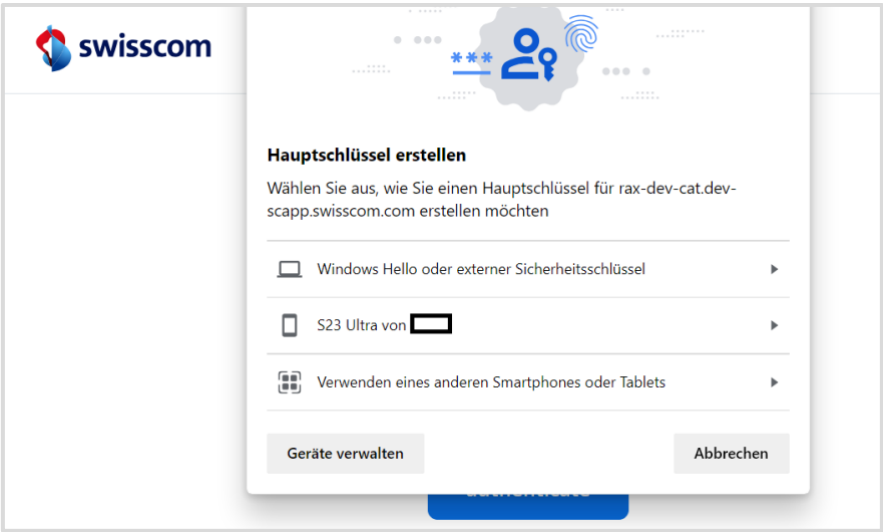 swisscom
***
Hauptschlüssel erstellen
Wählen Sie aus, wie Sie einen Hauptschlüssel für rax-dev-cat.dev-
scapp.swisscom.com erstellen möchten
Windows Hello oder externer Sicherheitsschlüssel
S23 Ultra von
Verwenden eines anderen Smartphones oder Tablets
Geräte verwalten
Abbrechen
authenticate